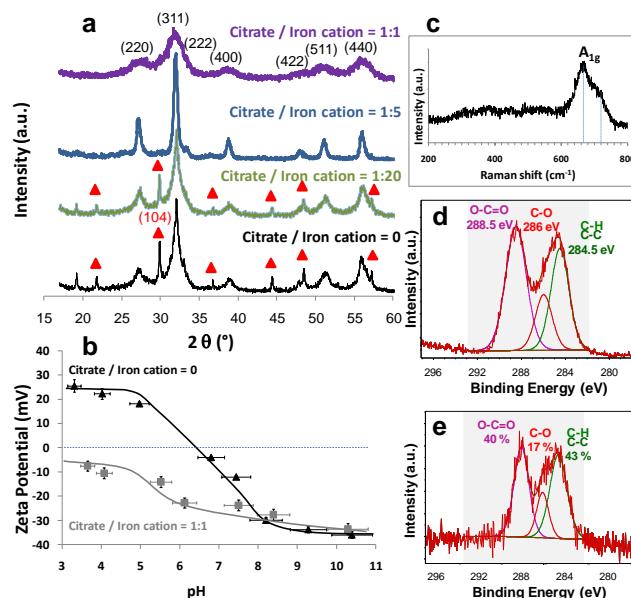 a
Citrate / Iron cation = 1:1
(311)
(220)
(222)
(400)
(422)
(511)
(440)
Citrate / Iron cation
= 1:5
Citrate / Iron cation
= 1:20
(104)
Citrate / Iron cation = 0
Intensity (a.u.)
15 20 25 30 35 40 45 50 55 60
2 θ (°)
b
Citrate / Iron cation = 0
Citrate / Iron cation = 1:1
Zeta Potential (mV)
40
30
20
10
0
-10
-20
-30
-40
3 4 5 6 7 8 9 10 11
pH
c
A1g
Intensity (a.u.)
200 400 600 800
Raman shift (cm-1)
d
O-C=O
288.5 eV
C-O
286 eV
C-H
C-C
284.5 eV
Intensity (a.u.)
296 292 288 284 280
Binding Energy (eV)
e
O-C=O
40 %
C-O
17 %
C-H
C-C
43 %
Intensity (a.u.)
296 292 288 284 280
Binding Energy (eV)